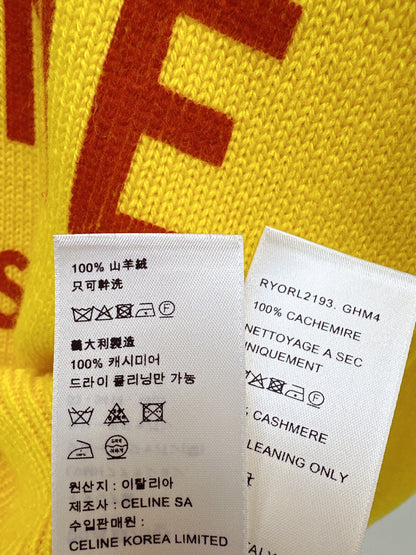 E
S
100% 山羊絨
只可幹洗
F
義大利製造
100% 캐시미어
드라이 클리닝만 가능
원산지 : 이탈리아
제조사 : CELINE SA
수입판매원 :
CELINE KOREA LIMITED
RYORL2193. GHM4
100% CACHEMIRE
NETTOYAGE A SEC
UNIQUEMENT
F
CASHMERE
CLEANING ONLY